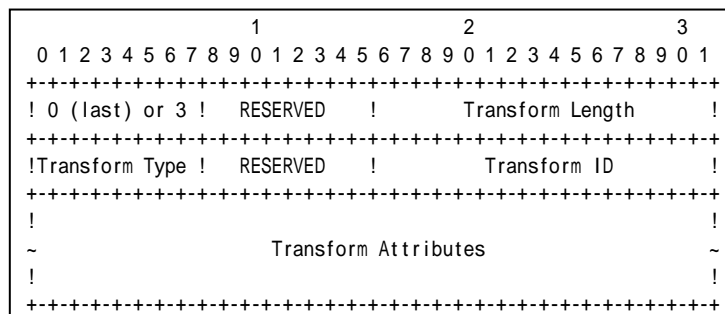 1 2 3
0 1 2 3 4 5 6 7 8 9 0 1 2 3 4 5 6 7 8 9 0 1 2 3 4 5 6 7 8 9 0 1
+-+-+-+-+-+-+-+-+-+-+-+-+-+-+-+-+-+-+-+-+-+-+-+-+-+-+-+-+-+-+-+-+
! 0 (last) or 3 ! RESERVED ! Transform Length !
+-+-+-+-+-+-+-+-+-+-+-+-+-+-+-+-+-+-+-+-+-+-+-+-+-+-+-+-+-+-+-+-+
!Transform Type ! RESERVED ! Transform ID !
+-+-+-+-+-+-+-+-+-+-+-+-+-+-+-+-+-+-+-+-+-+-+-+-+-+-+-+-+-+-+-+-+
! !
~ Transform Attributes ~
! !
+-+-+-+-+-+-+-+-+-+-+-+-+-+-+-+-+-+-+-+-+-+-+-+-+-+-+-+-+-+-+-+-+